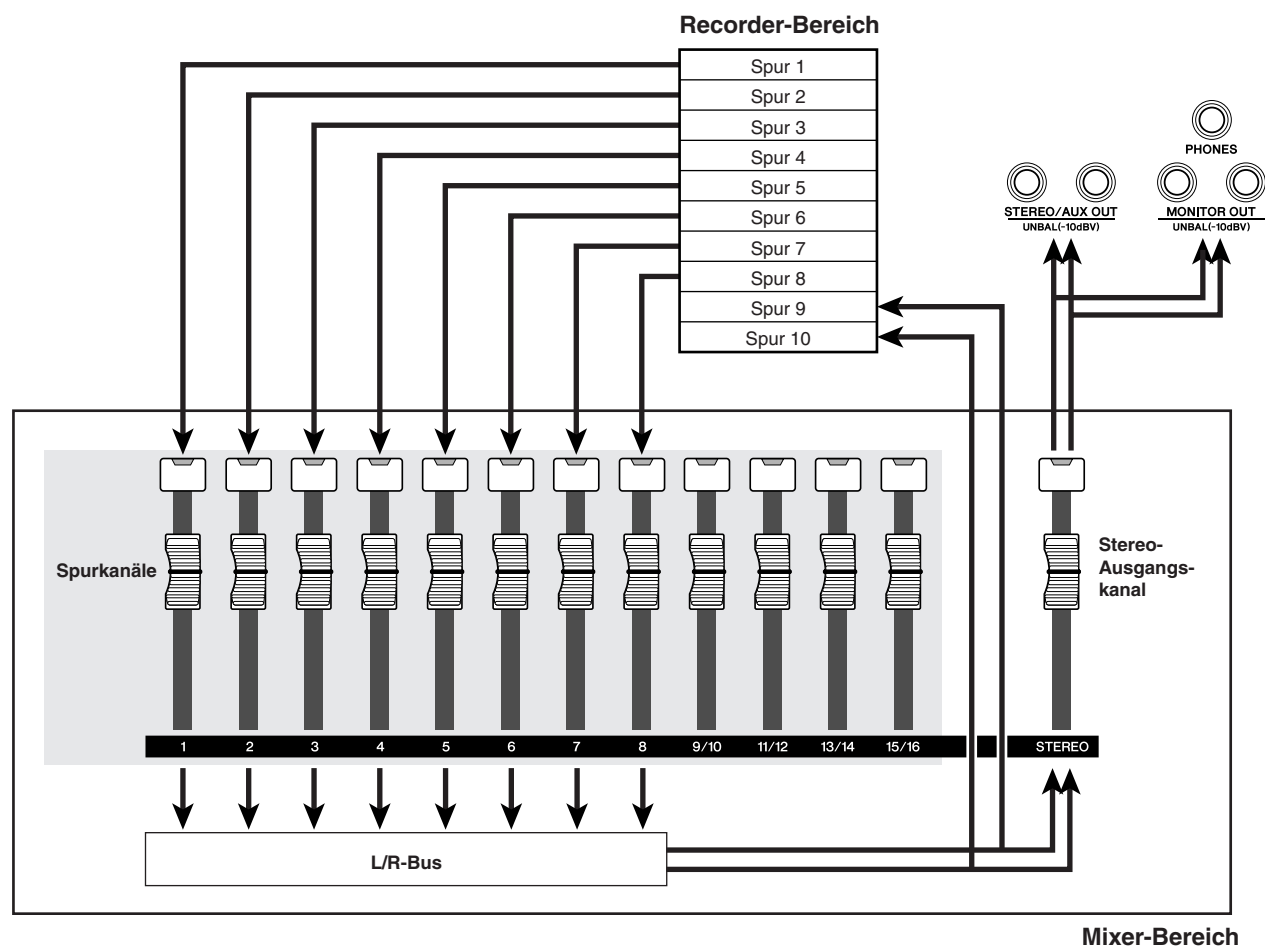 Recorder-Bereich
Spur 1
Spur 2
Spur 3
Spur 4
Spur 5
Spur 6
Spur 7
Spur 8
Spur 9
Spur 10
PHONES
STEREO/AUX OUT
UNBAL(-10dBV)
MONITOR OUT
UNBAL(-10dBV)
Spurkanäle
Stereo-
Ausgangs-
kanal
1 2 3 4 5 6 7 8 9/10 11/12 13/14 15/16 STEREO
L/R-Bus
Mixer-Bereich